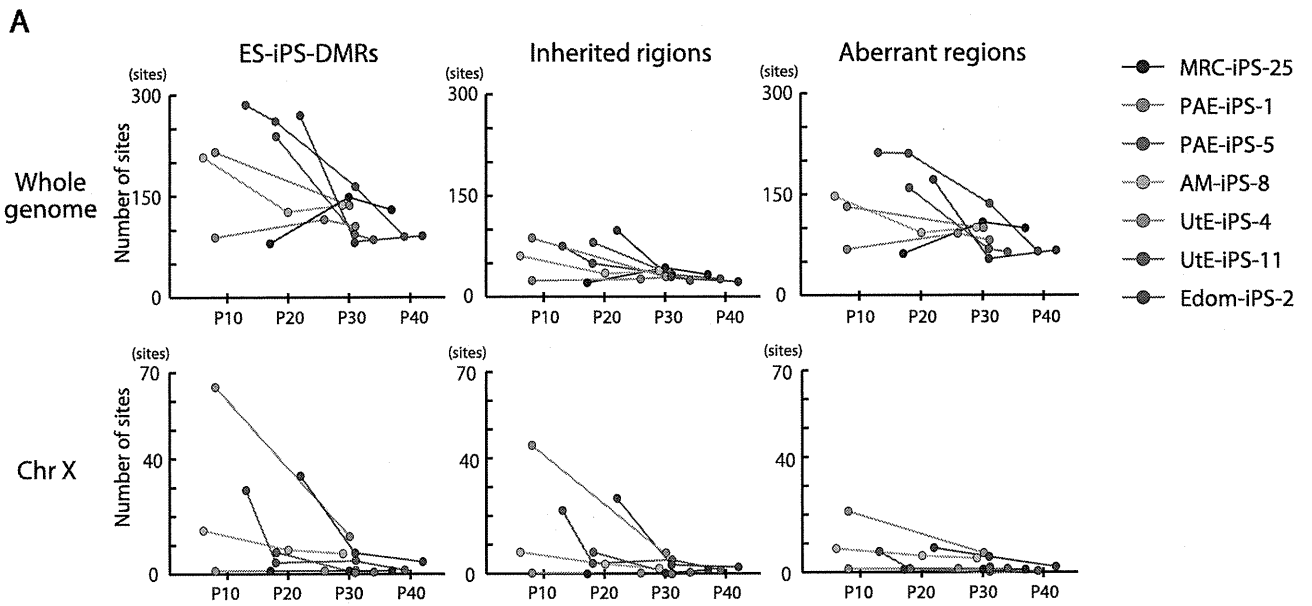 A
ES-iPS-DMRs
Inherited rigions
Aberrant regions
(sites)
(sites)
(sites)
Whole genome
Number of sites
300
150
0
P10 P20 P30 P40
300
150
0
P10 P20 P30 P40
300
150
0
P10 P20 P30 P40
MRC-iPS-25
PAE-iPS-1
PAE-iPS-5
AM-iPS-8
UtE-iPS-4
UtE-iPS-11
Edom-iPS-2
(sites)
(sites)
(sites)
Chr X
Number of sites
70
40
0
P10 P20 P30 P40
70
40
0
P10 P20 P30 P40
70
40
0
P10 P20 P30 P40